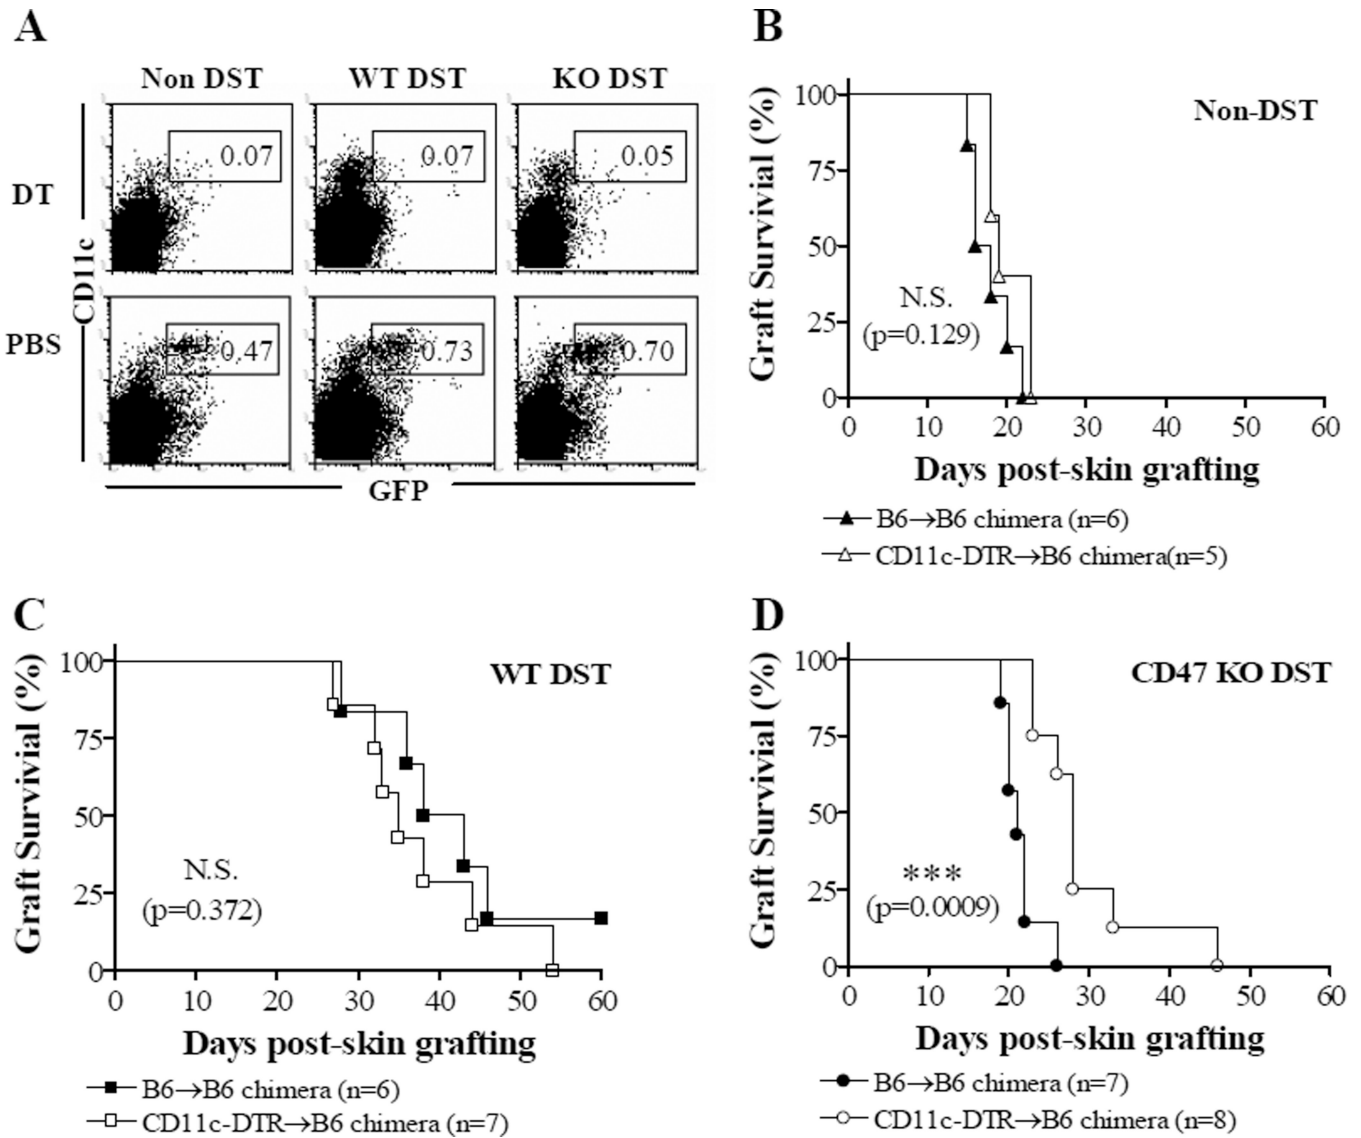 A
Non DST
WT DST
KO DST
DT
0.07
0.07
0.05
PBS
0.47
0.73
0.70
CD11c
GFP
B
Graft Survivial (%)
100
75
50
25
0
Non-DST
N.S.
(p=0.129)
0 10 20 30 40 50 60
Days post-skin grafting
B6→B6 chimera (n=6)
CD11c-DTR→B6 chimera(n=5)
C
Graft Survivial (%)
100
75
50
25
0
WT DST
N.S.
(p=0.372)
0 10 20 30 40 50 60
Days post-skin grafting
B6→B6 chimera (n=6)
CD11c-DTR→B6 chimera (n=7)
D
Graft Survivial (%)
100
75
50
25
0
CD47 KO DST
***
(p=0.0009)
0 10 20 30 40 50 60
Days post-skin grafting
B6→B6 chimera (n=7)
CD11c-DTR→B6 chimera (n=8)